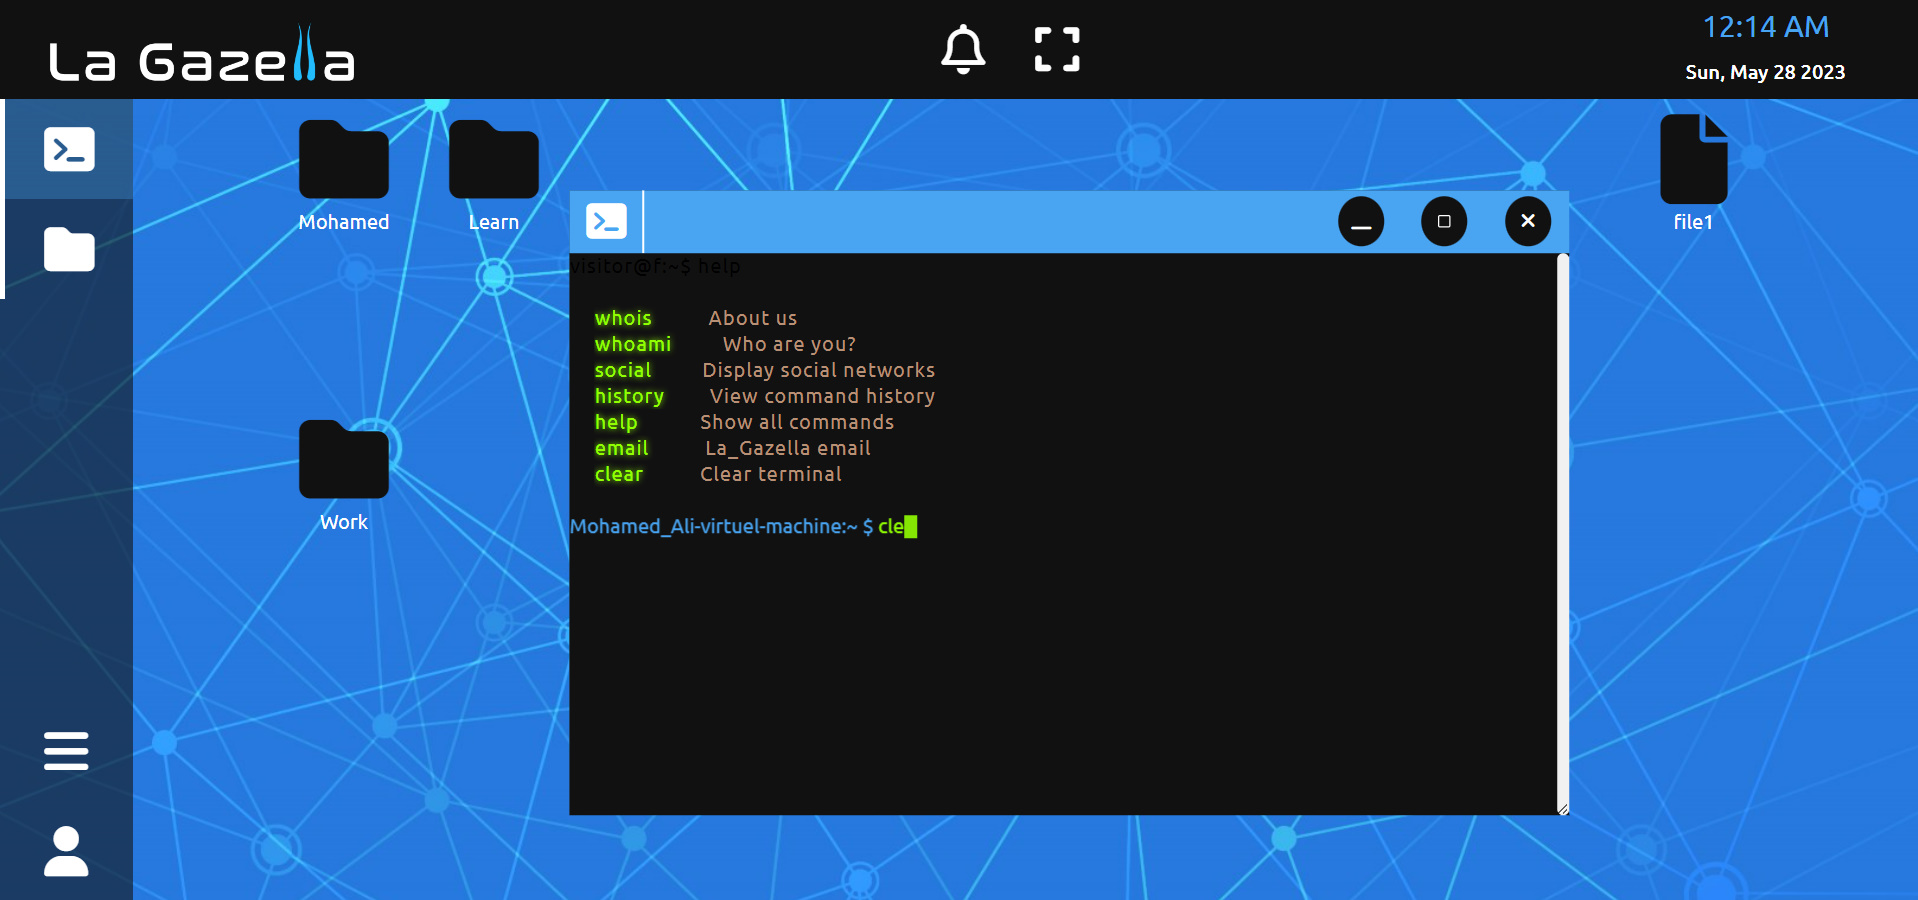 La Gazella
12:14 AM
Sun, May 28 2023
Mohamed
Learn
file1
Work
visitor@f:~$ help
whois About us
whoami Who are you?
social Display social networks
history View command history
help Show all commands
email La_Gazella email
clear Clear terminal
Mohamed_Ali-virtuel-machine:~ $ cle